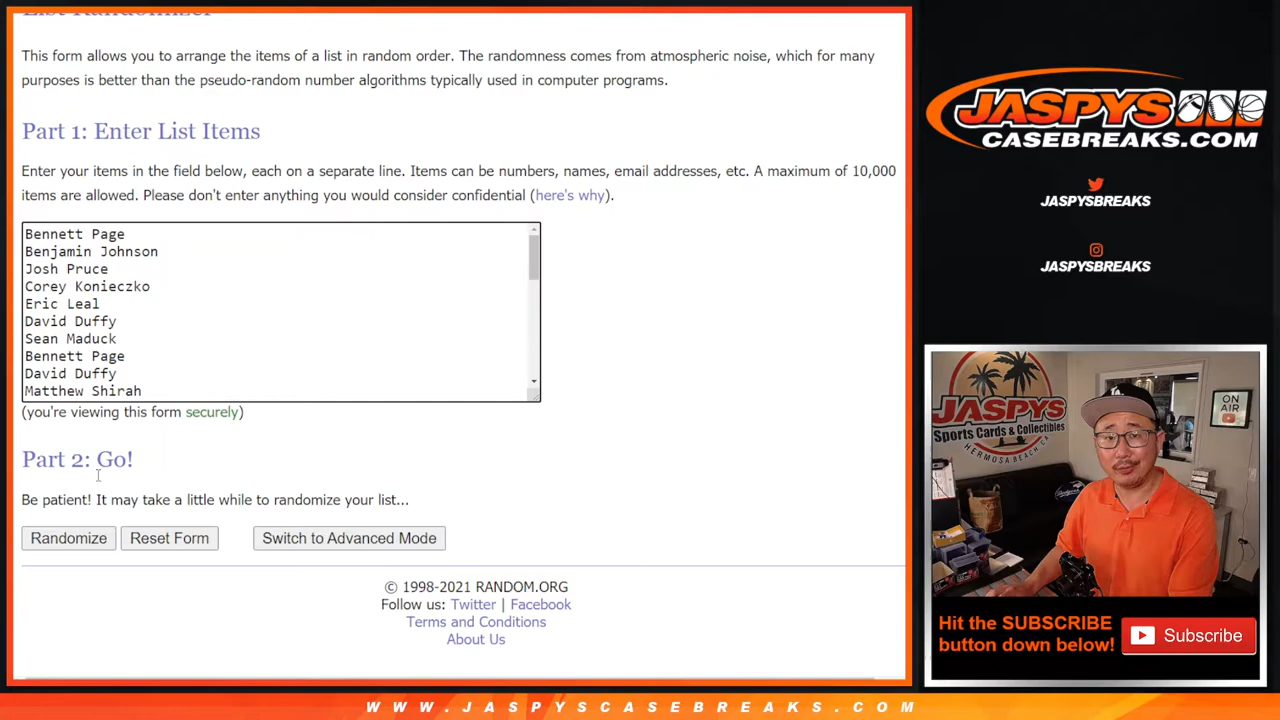 List Randomizer
This form allows you to arrange the items of a list in random order. The randomness comes from atmospheric noise, which for many
purposes is better than the pseudo-random number algorithms typically used in computer programs.
Part 1: Enter List Items
Enter your items in the field below, each on a separate line. Items can be numbers, names, email addresses, etc. A maximum of 10,000
items are allowed. Please don't enter anything you would consider confidential (here's why).
Bennett Page
Benjamin Johnson
Josh Pruce
Corey Konieczko
Eric Leal
David Duffy
Sean Maduck
Bennett Page
David Duffy
Matthew Shirah
(you're viewing this form securely)
Part 2: Go!
Be patient! It may take a little while to randomize your list...
Randomize
Reset Form
Switch to Advanced Mode
© 1998-2021 RANDOM.ORG
Follow us: Twitter | Facebook
Terms and Conditions
About Us
JASPYS
CASEBREAKS.COM
JASPYSBREAKS
JASPYSBREAKS
JASPYS
Sports Cards & Collectibles
HERMOSA BEACH CA
ON AIR
Hit the SUBSCRIBE
button down below!
Subscribe
WWW.JASPYSCASEBREAKS.COM